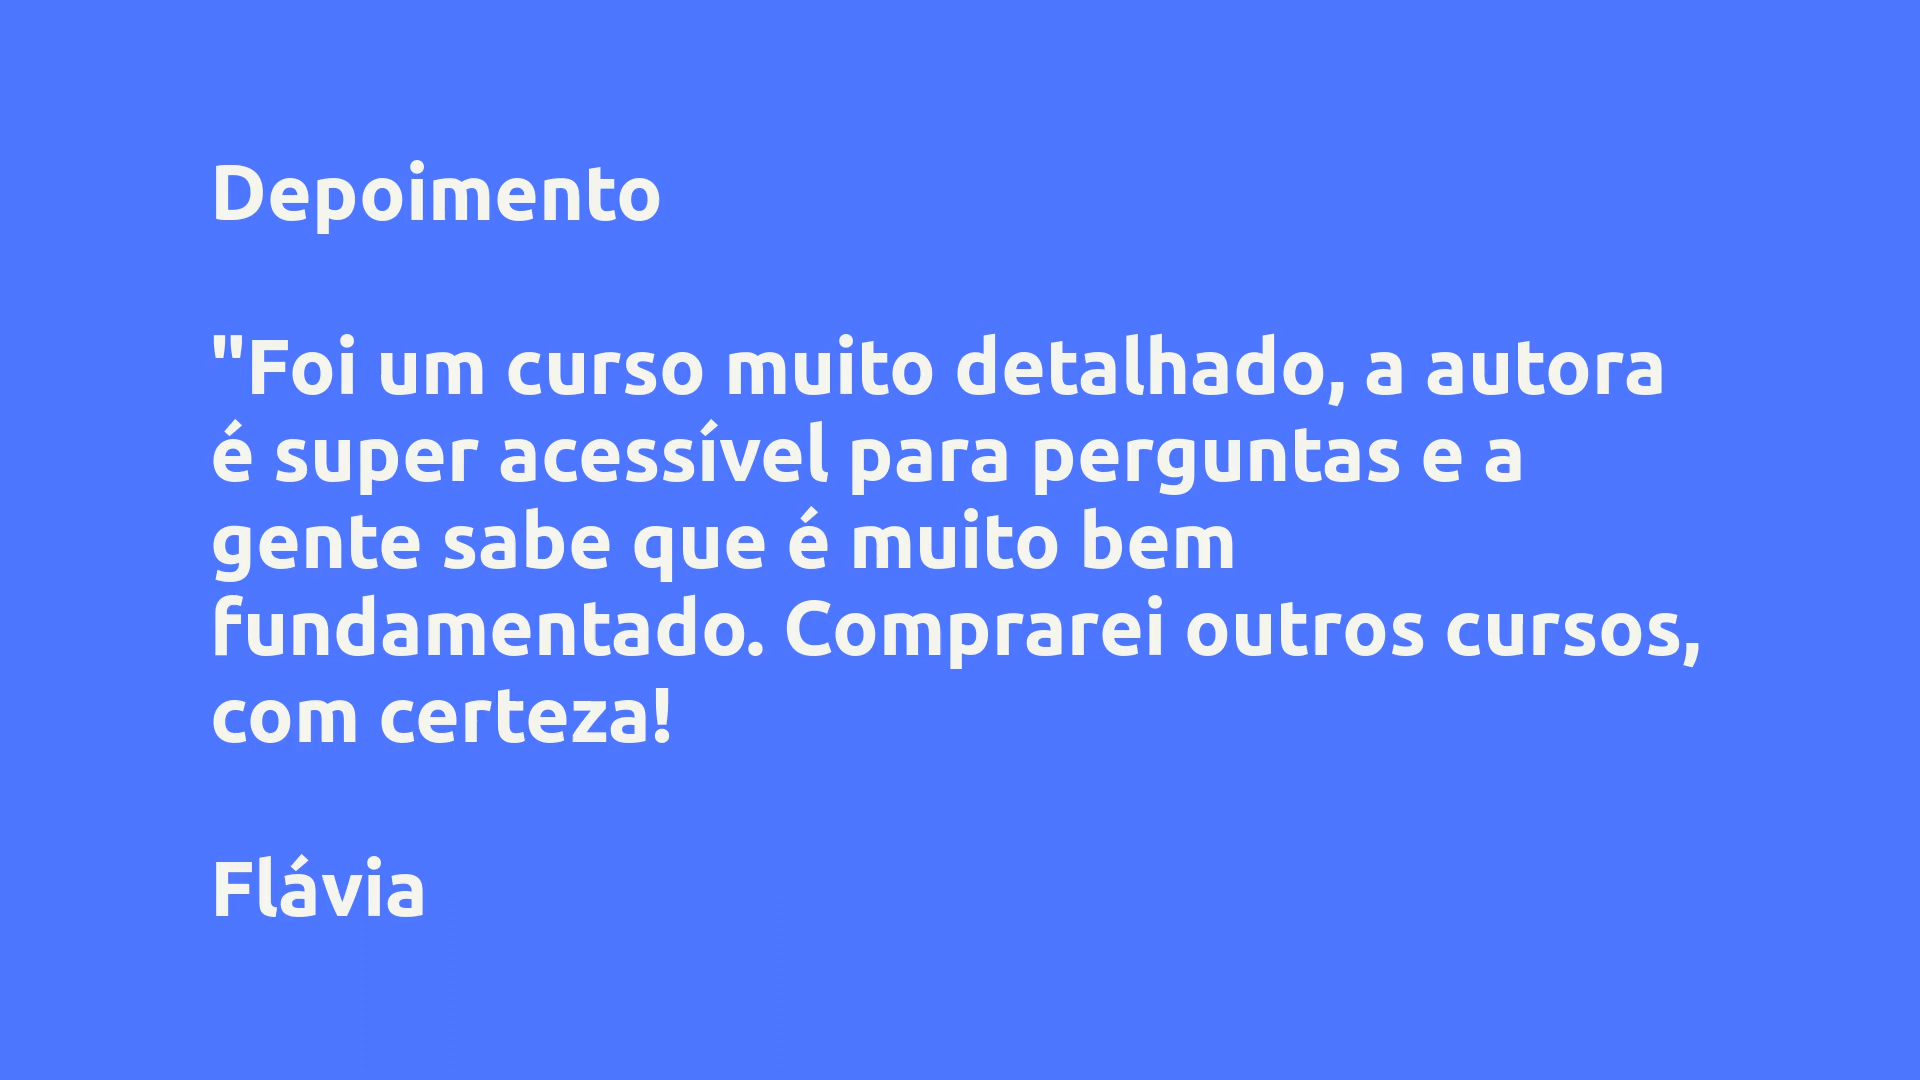 Depoimento
"Foi um curso muito detalhado, a autora
é super acessível para perguntas e a
gente sabe que é muito bem
fundamentado. Comprarei outros cursos,
com certeza!
Flávia